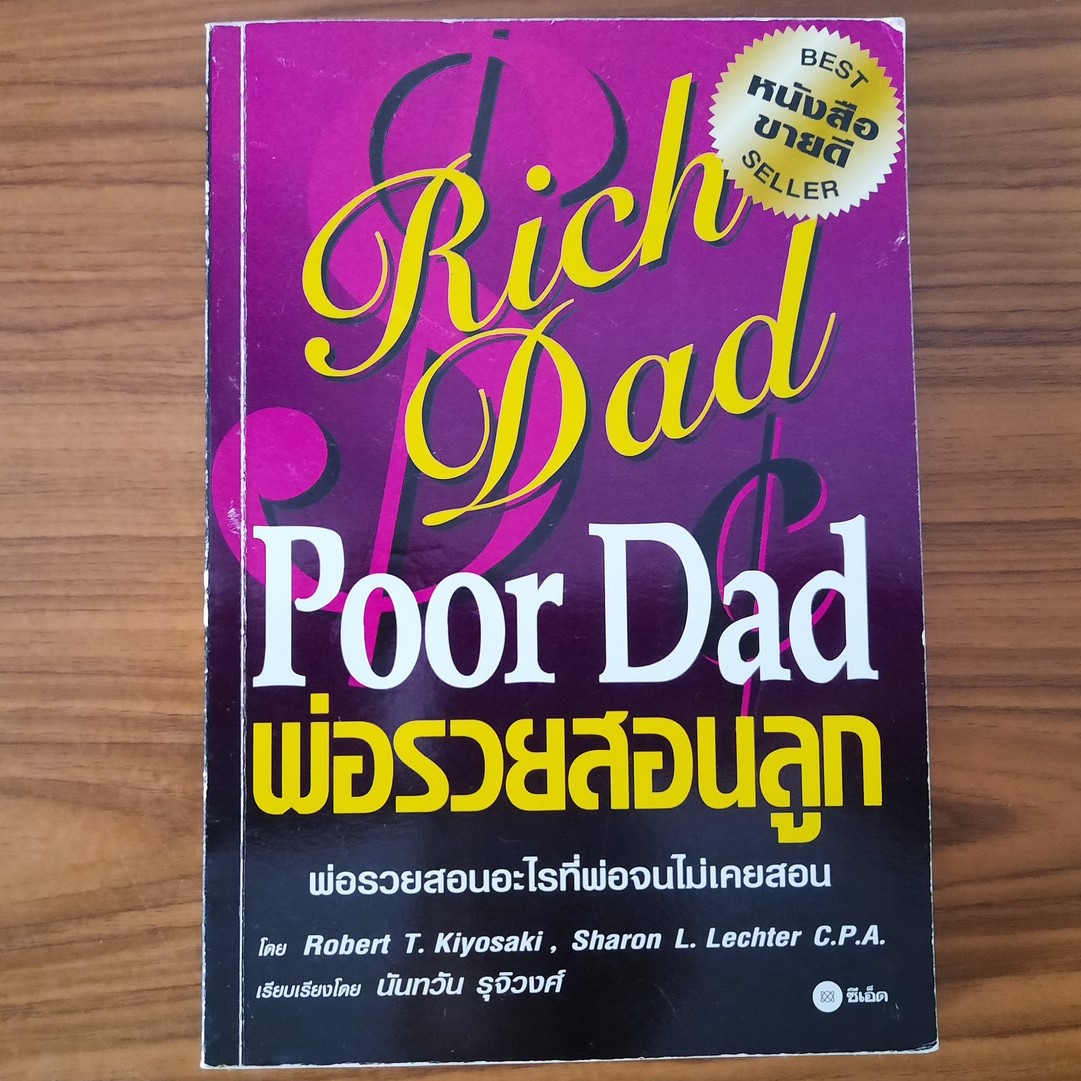 BEST
หนังสือ
ขายดี
SELLER
Rich
Dad
Poor Dad
พ่อรวยสอนลูก
พ่อรวยสอนอะไรที่พ่อจนไม่เคยสอน
โดย Robert T. Kiyosaki , Sharon L. Lechter C.P.A.
เรียบเรียงโดย นันทวัน รุจิวงศ์
ซีเอ็ด